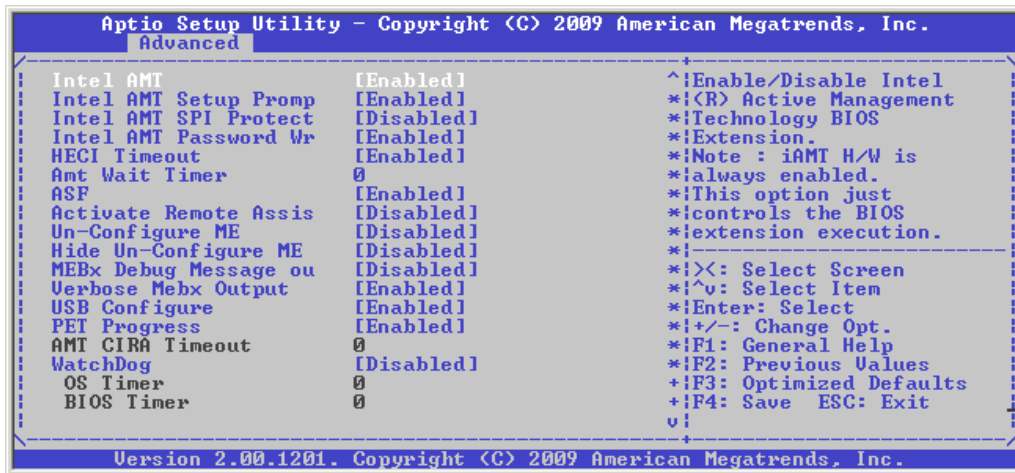 Aptio Setup Utility - Copyright (C) 2009 American Megatrends, Inc.
Advanced
Intel AMT [Enabled] ^|Enable/Disable Intel
Intel AMT Setup Promp [Enabled] *|(R) Active Management
Intel AMT SPI Protect [Disabled] *|Technology BIOS
Intel AMT Password Wr [Enabled] *|Extension.
HECI Timeout [Enabled] *|Note : iAMT H/W is
Amt Wait Timer 0 *|always enabled.
ASF [Enabled] *|This option just
Activate Remote Assis [Disabled] *|controls the BIOS
Un-Configure ME [Disabled] *|extension execution.
Hide Un-Configure ME [Disabled] *|
MEBx Debug Message ou [Disabled] *|><: Select Screen
Verbose Mebx Output [Enabled] *|^v: Select Item
USB Configure [Enabled] *|Enter: Select
PET Progress [Enabled] *|+/-: Change Opt.
AMT CIRA Timeout 0 *|F1: General Help
WatchDog [Disabled] *|F2: Previous Values
OS Timer 0 +|F3: Optimized Defaults
BIOS Timer 0 +|F4: Save ESC: Exit
v|
Version 2.00.1201. Copyright (C) 2009 American Megatrends, Inc.